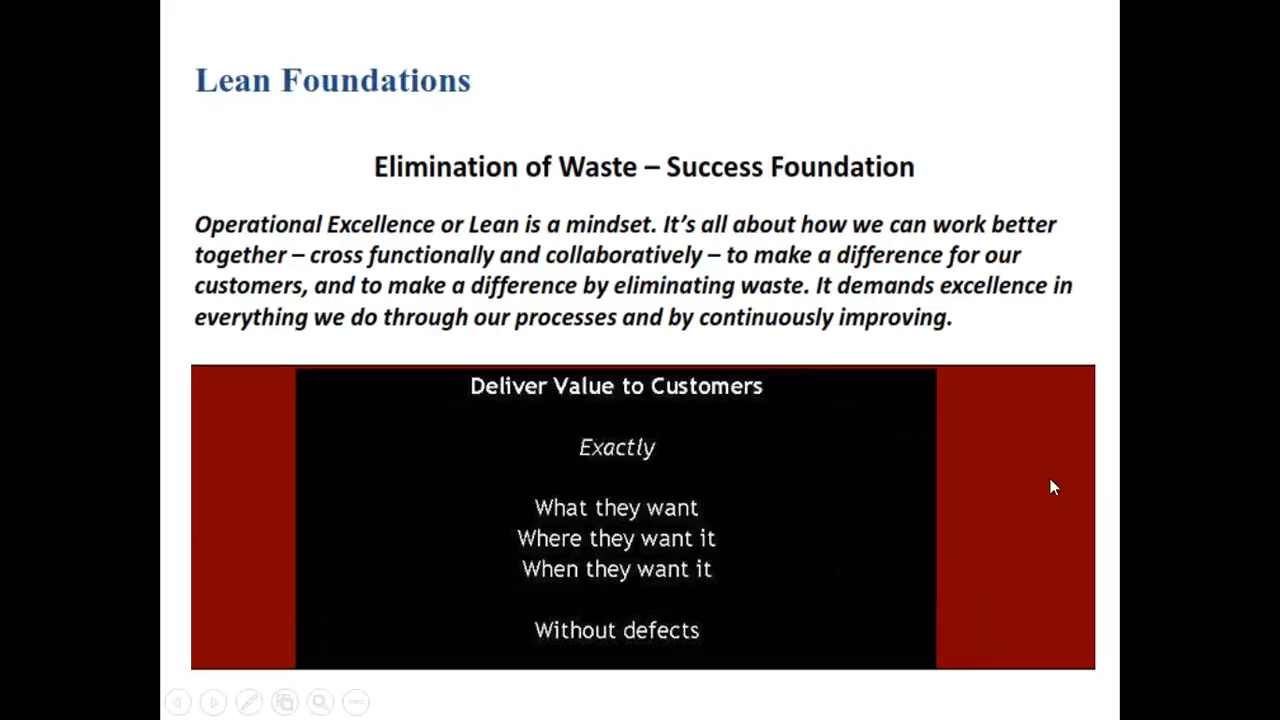 Lean Foundations
Elimination of Waste – Success Foundation
Operational Excellence or Lean is a mindset. It’s all about how we can work better
together – cross functionally and collaboratively – to make a difference for our
customers, and to make a difference by eliminating waste. It demands excellence in
everything we do through our processes and by continuously improving.
Deliver Value to Customers
Exactly
What they want
Where they want it
When they want it
Without defects